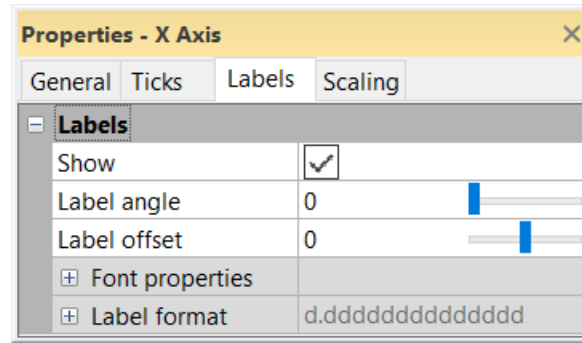 Properties - X Axis
General Ticks Labels Scaling
Labels
Show
Label angle 0
Label offset 0
Font properties
Label format d.dddddddddddddd